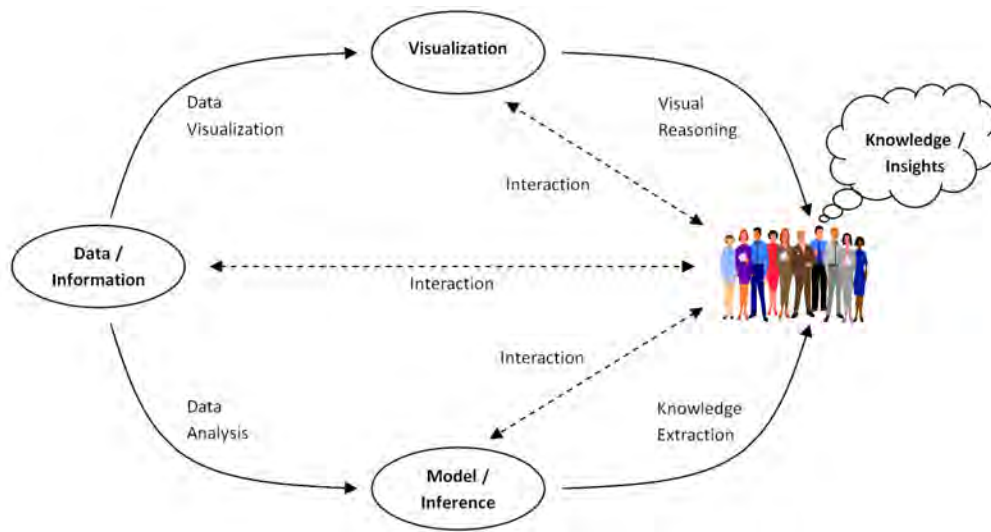 Visualization
Data
Visualization
Visual
Reasoning
Knowledge /
Insights
Interaction
Data /
Information
Interaction
Interaction
Data
Analysis
Knowledge
Extraction
Model /
Inference